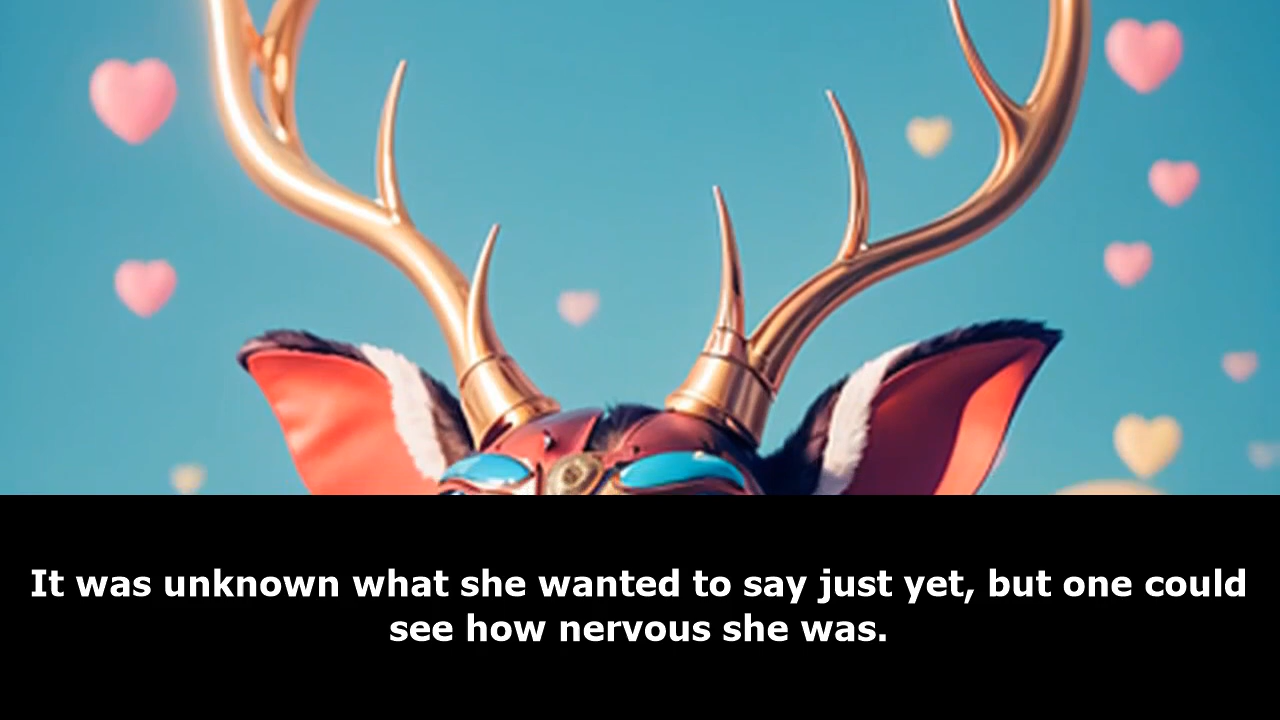 It was unknown what she wanted to say just yet, but one could
see how nervous she was.